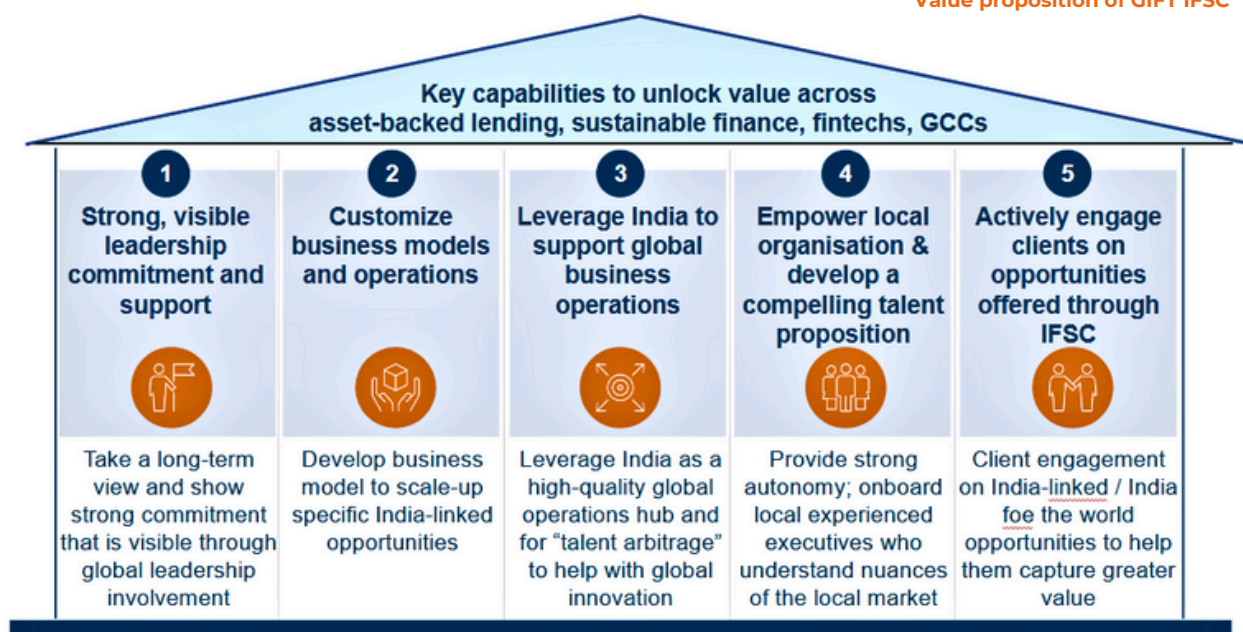 Value proposition of GIFT IFSC
Key capabilities to unlock value across
asset-backed lending, sustainable finance, fintechs, GCCs
1
Strong, visible
leadership
commitment and
support
Take a long-term
view and show
strong commitment
that is visible through
global leadership
involvement
2
Customize
business models
and operations
Develop business
model to scale-up
specific India-linked
opportunities
3
Leverage India to
support global
business
operations
Leverage India as a
high-quality global
operations hub and
for “talent arbitrage”
to help with global
innovation
4
Empower local
organisation &
develop a
compelling talent
proposition
Provide strong
autonomy; onboard
local experienced
executives who
understand nuances
of the local market
5
Actively engage
clients on
opportunities
offered through
IFSC
Client engagement
on India-linked / India
foe the world
opportunities to help
them capture greater
value